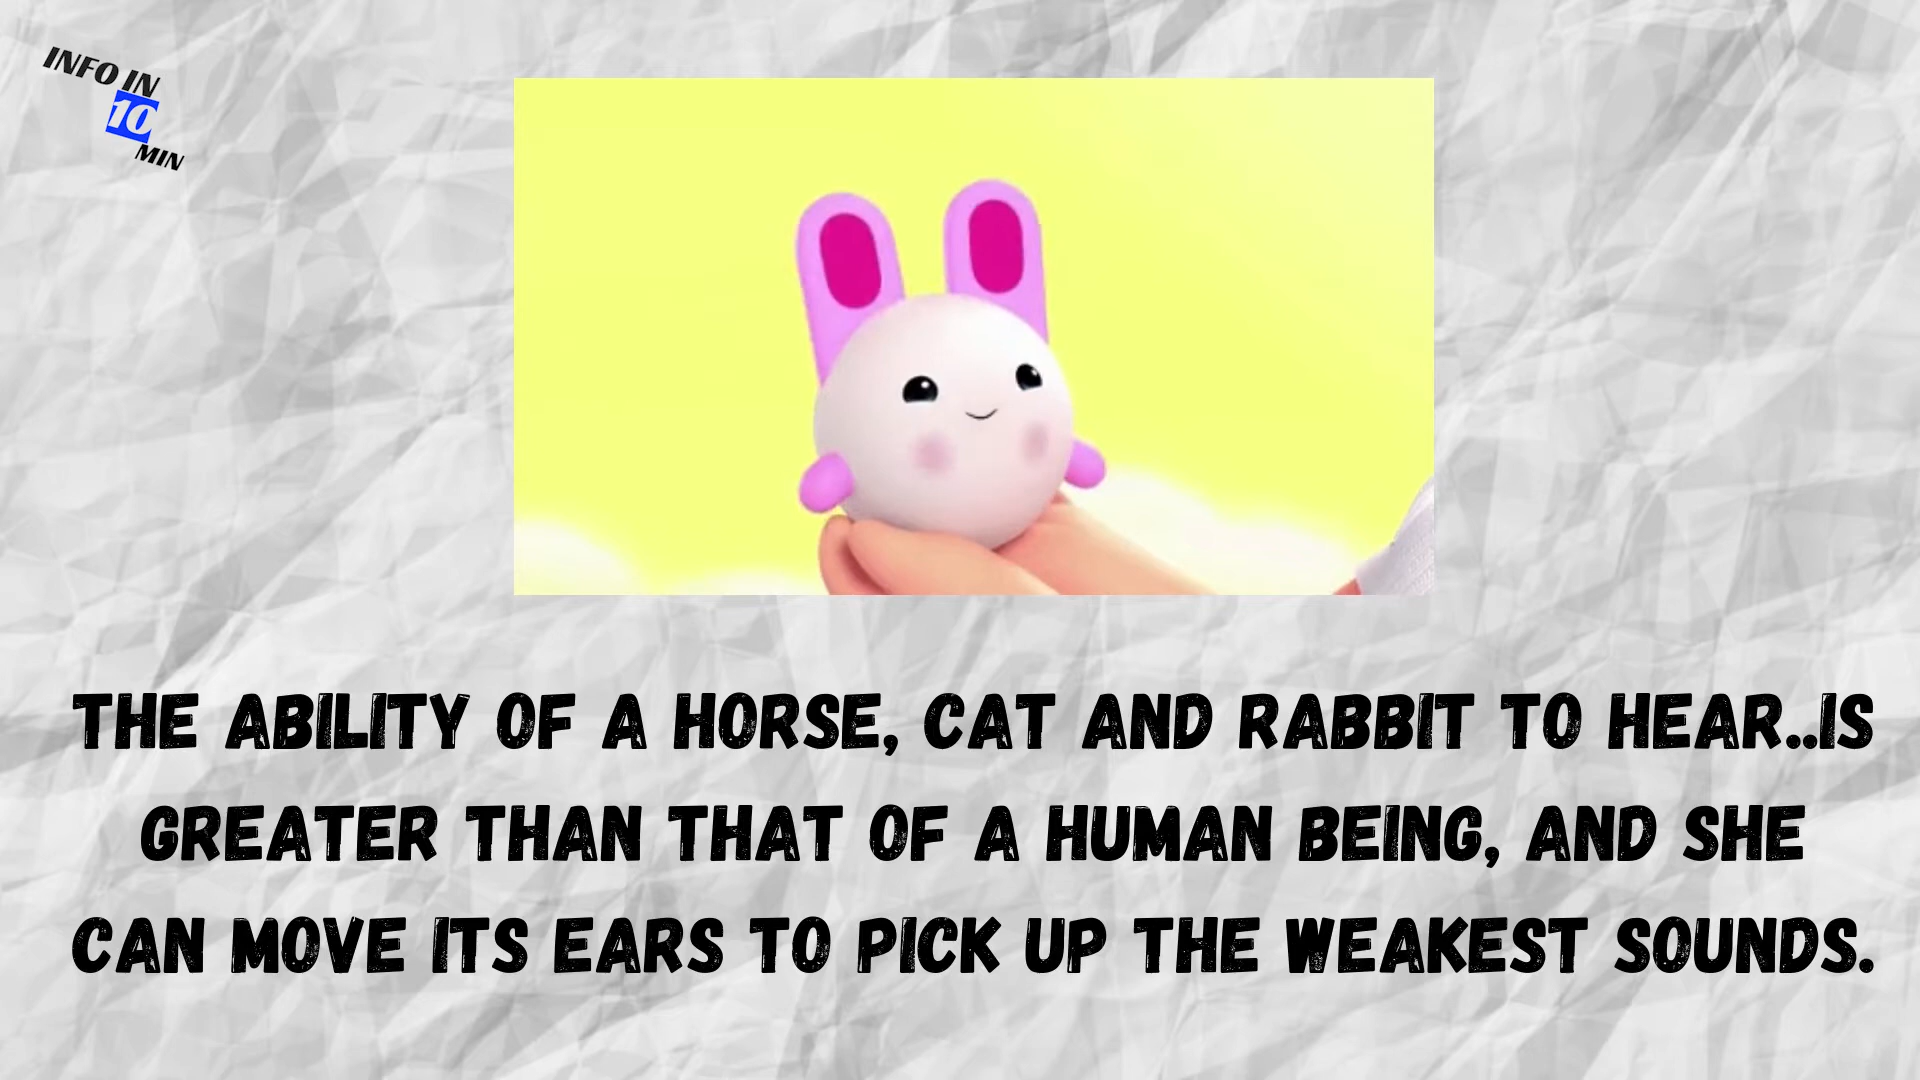 INFO IN
10
MIN
THE ABILITY OF A HORSE, CAT AND RABBIT TO HEAR..IS
GREATER THAN THAT OF A HUMAN BEING, AND SHE
CAN MOVE ITS EARS TO PICK UP THE WEAKEST SOUNDS.